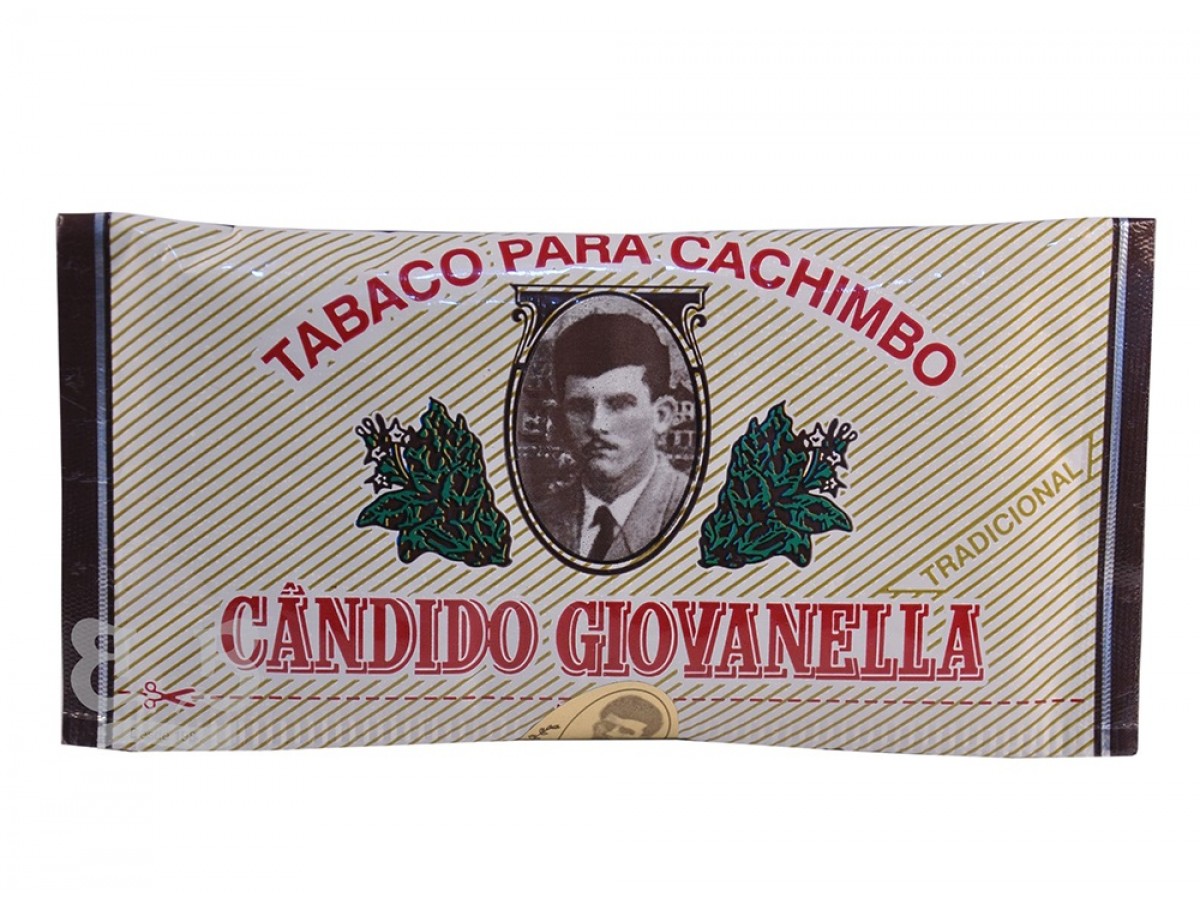 TABACO PARA CACHIMBO
TRADICIONAL
CÂNDIDO GIOVANELLA